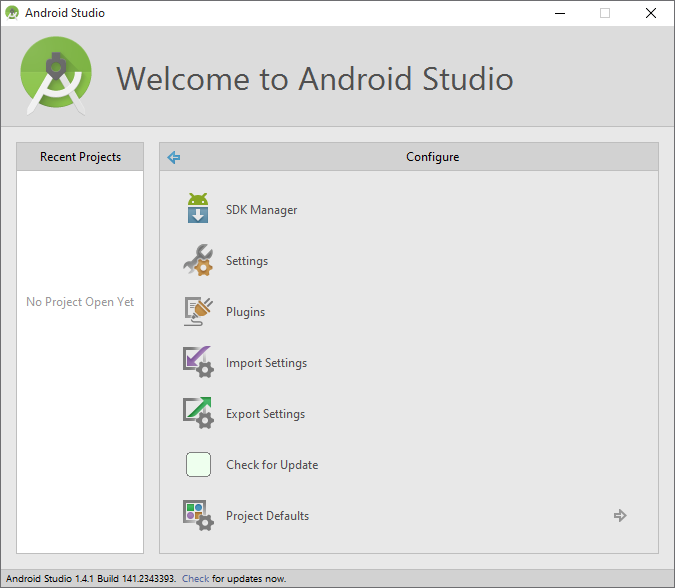 Android Studio
Welcome to Android Studio
Recent Projects
Configure
No Project Open Yet
SDK Manager
Settings
Plugins
Import Settings
Export Settings
Check for Update
Project Defaults
Android Studio 1.4.1 Build 141.2343393. Check for updates now.